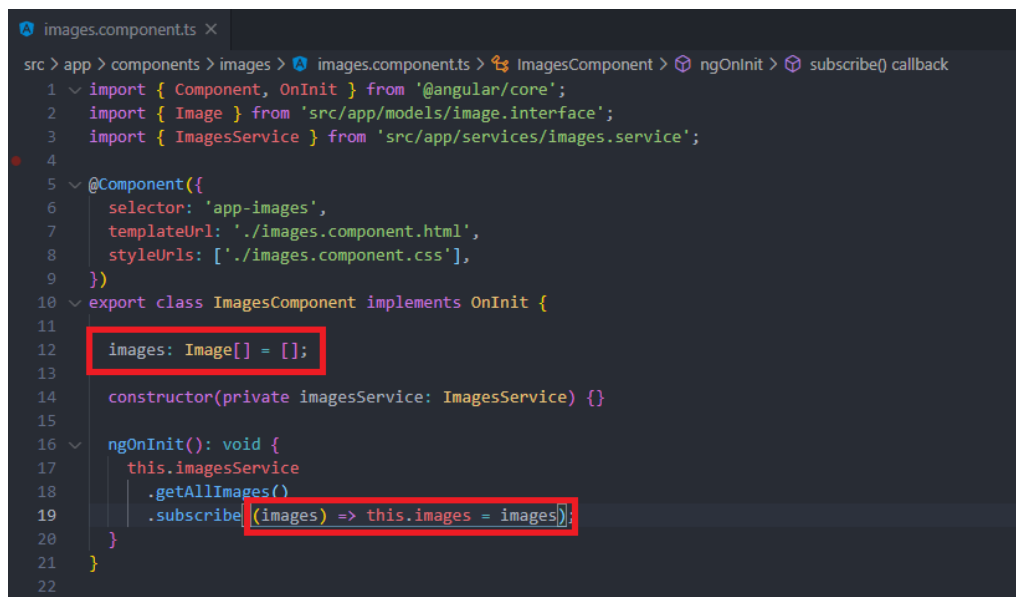 images.component.ts ×
src > app > components > images > images.component.ts > ImagesComponent > ngOnInit > subscribe() callback
1 import { Component, OnInit } from '@angular/core';
2 import { Image } from 'src/app/models/image.interface';
3 import { ImagesService } from 'src/app/services/images.service';
4
5 @Component({
6 selector: 'app-images',
7 templateUrl: './images.component.html',
8 styleUrls: ['./images.component.css'],
9 })
10 export class ImagesComponent implements OnInit {
11
12 images: Image[] = [];
13
14 constructor(private imagesService: ImagesService) {}
15
16 ngOnInit(): void {
17 this.imagesService
18 .getAllImages()
19 .subscribe((images) => this.images = images);
20 }
21 }
22